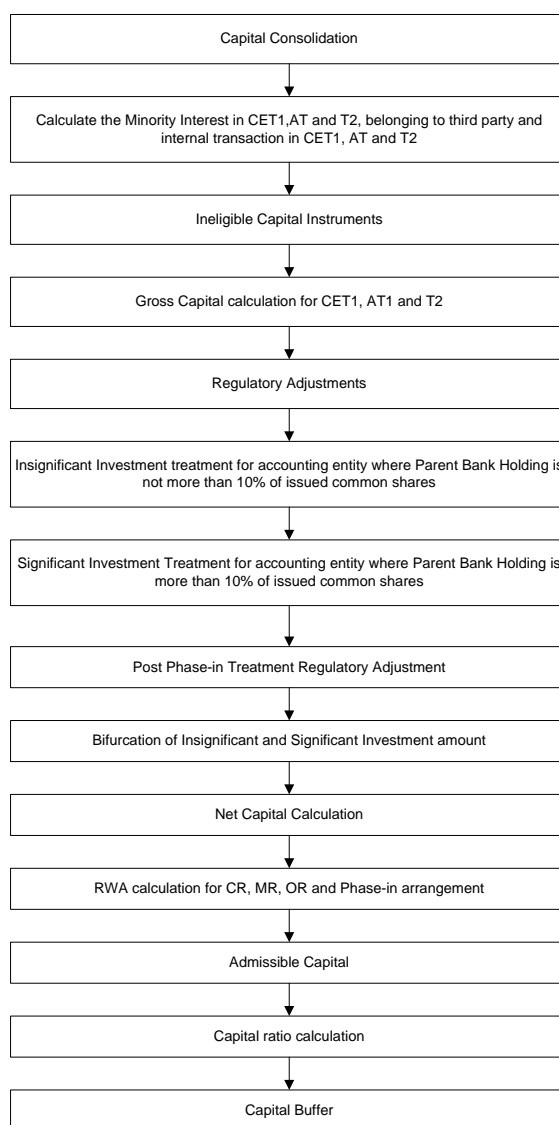 Capital Consolidation
Calculate the Minority Interest in CET1,AT and T2, belonging to third party and
internal transaction in CET1, AT and T2
Ineligible Capital Instruments
Gross Capital calculation for CET1, AT1 and T2
Regulatory Adjustments
Insignificant Investment treatment for accounting entity where Parent Bank Holding is
not more than 10% of issued common shares
Significant Investment Treatment for accounting entity where Parent Bank Holding is
more than 10% of issued common shares
Post Phase-in Treatment Regulatory Adjustment
Bifurcation of Insignificant and Significant Investment amount
Net Capital Calculation
RWA calculation for CR, MR, OR and Phase-in arrangement
Admissible Capital
Capital ratio calculation
Capital Buffer